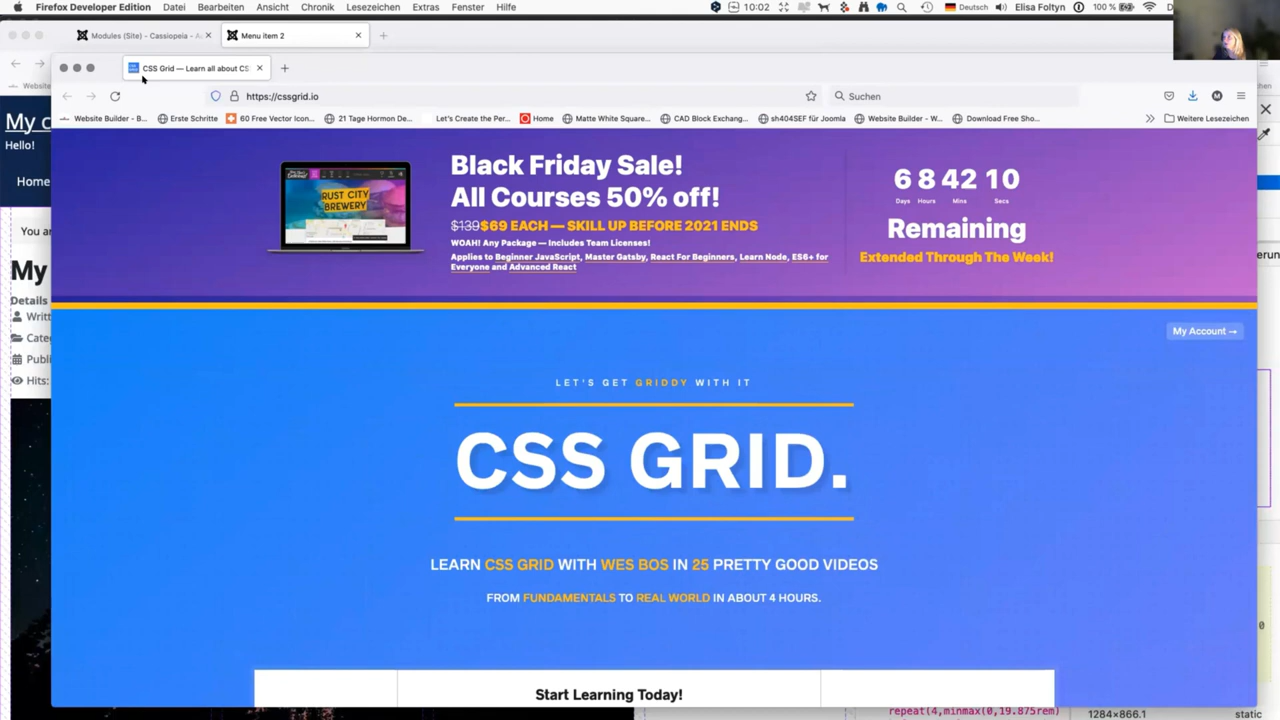 Firefox Developer Edition Datei Bearbeiten Ansicht Chronik Lesezeichen Extras Fenster Hilfe 10:02 Deutsch Elisa Foltyn 100 %
Modules (Site) - Cassiopeia - Menu item 2
CSS Grid — Learn all about CS
https://cssgrid.io Suchen
Website Builder - B... Erste Schritte 60 Free Vector Icon... 21 Tage Hormon De... Let's Create the Per... Home Matte White Square... CAD Block Exchang... sh404SEF für Joomla Website Builder - W... Download Free Sho... Weitere Lesezeichen
Website
My c
Hello!
Home
You ar
My
Details
Writt
Cate
Publi
Hits:
Black Friday Sale!
All Courses 50% off!
$139$69 EACH — SKILL UP BEFORE 2021 ENDS
WOAH! Any Package — Includes Team Licenses!
Applies to Beginner JavaScript, Master Gatsby, React For Beginners, Learn Node, ES6+ for
Everyone and Advanced React
RUST CITY
BREWERY
6 8 42 10
Days Hours Mins Secs
Remaining
Extended Through The Week!
My Account →
LET'S GET GRIDDY WITH IT
CSS GRID.
LEARN CSS GRID WITH WES BOS IN 25 PRETTY GOOD VIDEOS
FROM FUNDAMENTALS TO REAL WORLD IN ABOUT 4 HOURS.
Start Learning Today!
repeat(4,minmax(0,19.875rem) 1284×866.1 static